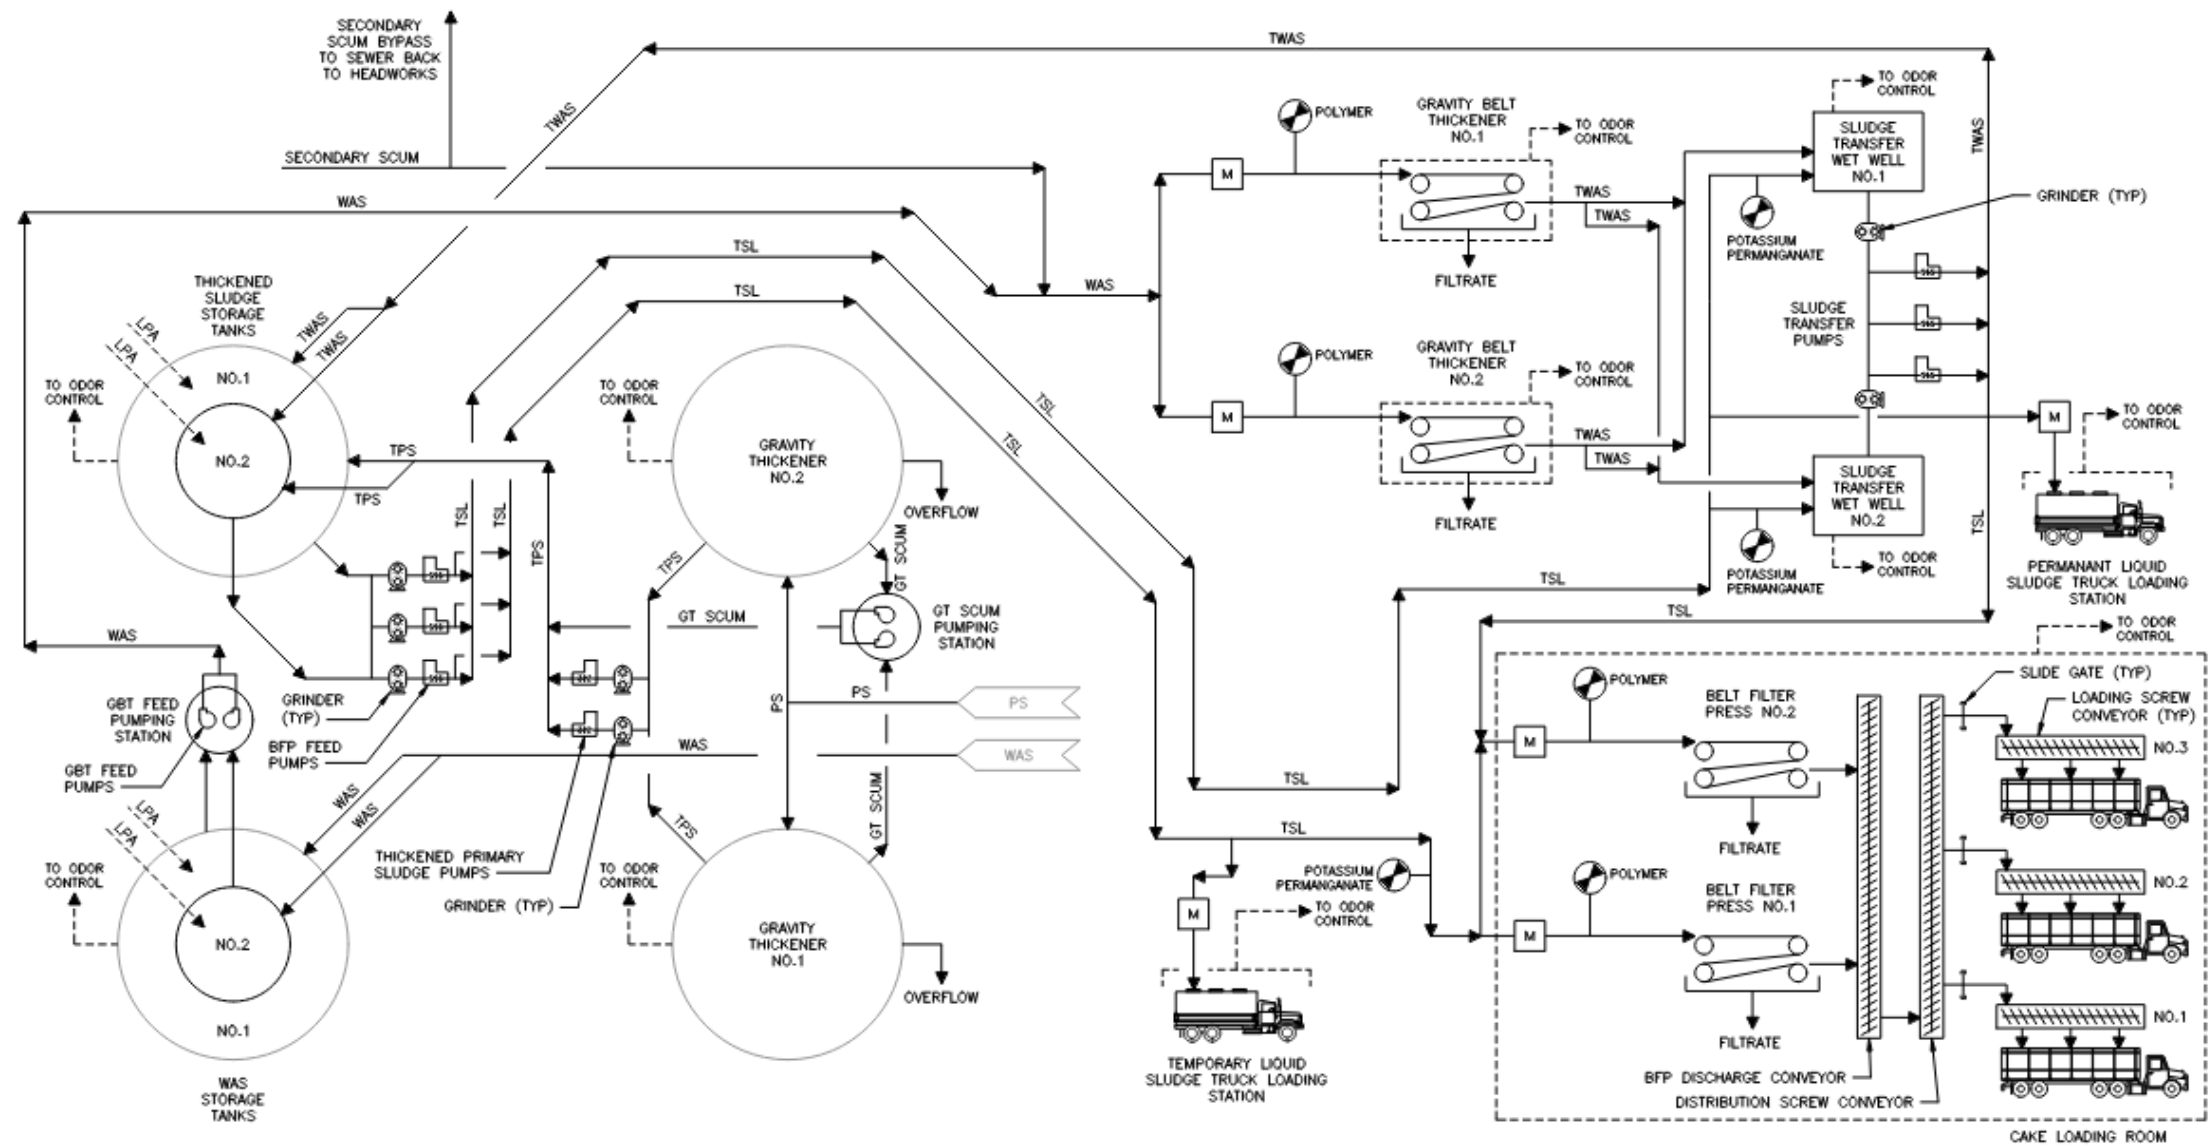 SECONDARY
SCUM BYPASS
TO SEWER BACK
TO HEADWORKS
TWAS
TWAS
SECONDARY SCUM
WAS
TSL
TSL
WAS
POLYMER
M
GRAVITY BELT
THICKENER
NO.1
TO ODOR
CONTROL
TWAS
TWAS
FILTRATE
POLYMER
M
GRAVITY BELT
THICKENER
NO.2
TO ODOR
CONTROL
TWAS
TWAS
FILTRATE
TO ODOR
CONTROL
SLUDGE
TRANSFER
WET WELL
NO.1
TWAS
GRINDER (TYP)
POTASSIUM
PERMANGANATE
SLUDGE
TRANSFER
PUMPS
M
TO ODOR
CONTROL
SLUDGE
TRANSFER
WET WELL
NO.2
TSL
POTASSIUM
PERMANGANATE
TO ODOR
CONTROL
PERMANANT LIQUID
SLUDGE TRUCK LOADING
STATION
THICKENED
SLUDGE
STORAGE
TANKS
TWAS
TWAS
LPA
LPA
NO.1
TO ODOR
CONTROL
NO.2
TPS
TPS
TSL
TSL
TPS
TO ODOR
CONTROL
GRAVITY
THICKENER
NO.2
OVERFLOW
GT SCUM
TPS
GT SCUM
GT SCUM
PUMPING
STATION
TSL
TSL
TSL
TSL
WAS
GBT FEED
PUMPING
STATION
GBT FEED
PUMPS
GRINDER
(TYP)
BFP FEED
PUMPS
WAS
PS
PS
PS
WAS
WAS
WAS
LPA
LPA
TO ODOR
CONTROL
NO.2
NO.1
WAS
STORAGE
TANKS
THICKENED PRIMARY
SLUDGE PUMPS
GRINDER (TYP)
TPS
GT SCUM
TO ODOR
CONTROL
GRAVITY
THICKENER
NO.1
OVERFLOW
TSL
TSL
POTASSIUM
PERMANGANATE
M
TO ODOR
CONTROL
TEMPORARY LIQUID
SLUDGE TRUCK LOADING
STATION
TO ODOR
CONTROL
M
POLYMER
BELT FILTER
PRESS NO.2
FILTRATE
M
POLYMER
BELT FILTER
PRESS NO.1
FILTRATE
SLIDE GATE (TYP)
LOADING SCREW
CONVEYOR (TYP)
NO.3
NO.2
NO.1
BFP DISCHARGE CONVEYOR
DISTRIBUTION SCREW CONVEYOR
CAKE LOADING ROOM